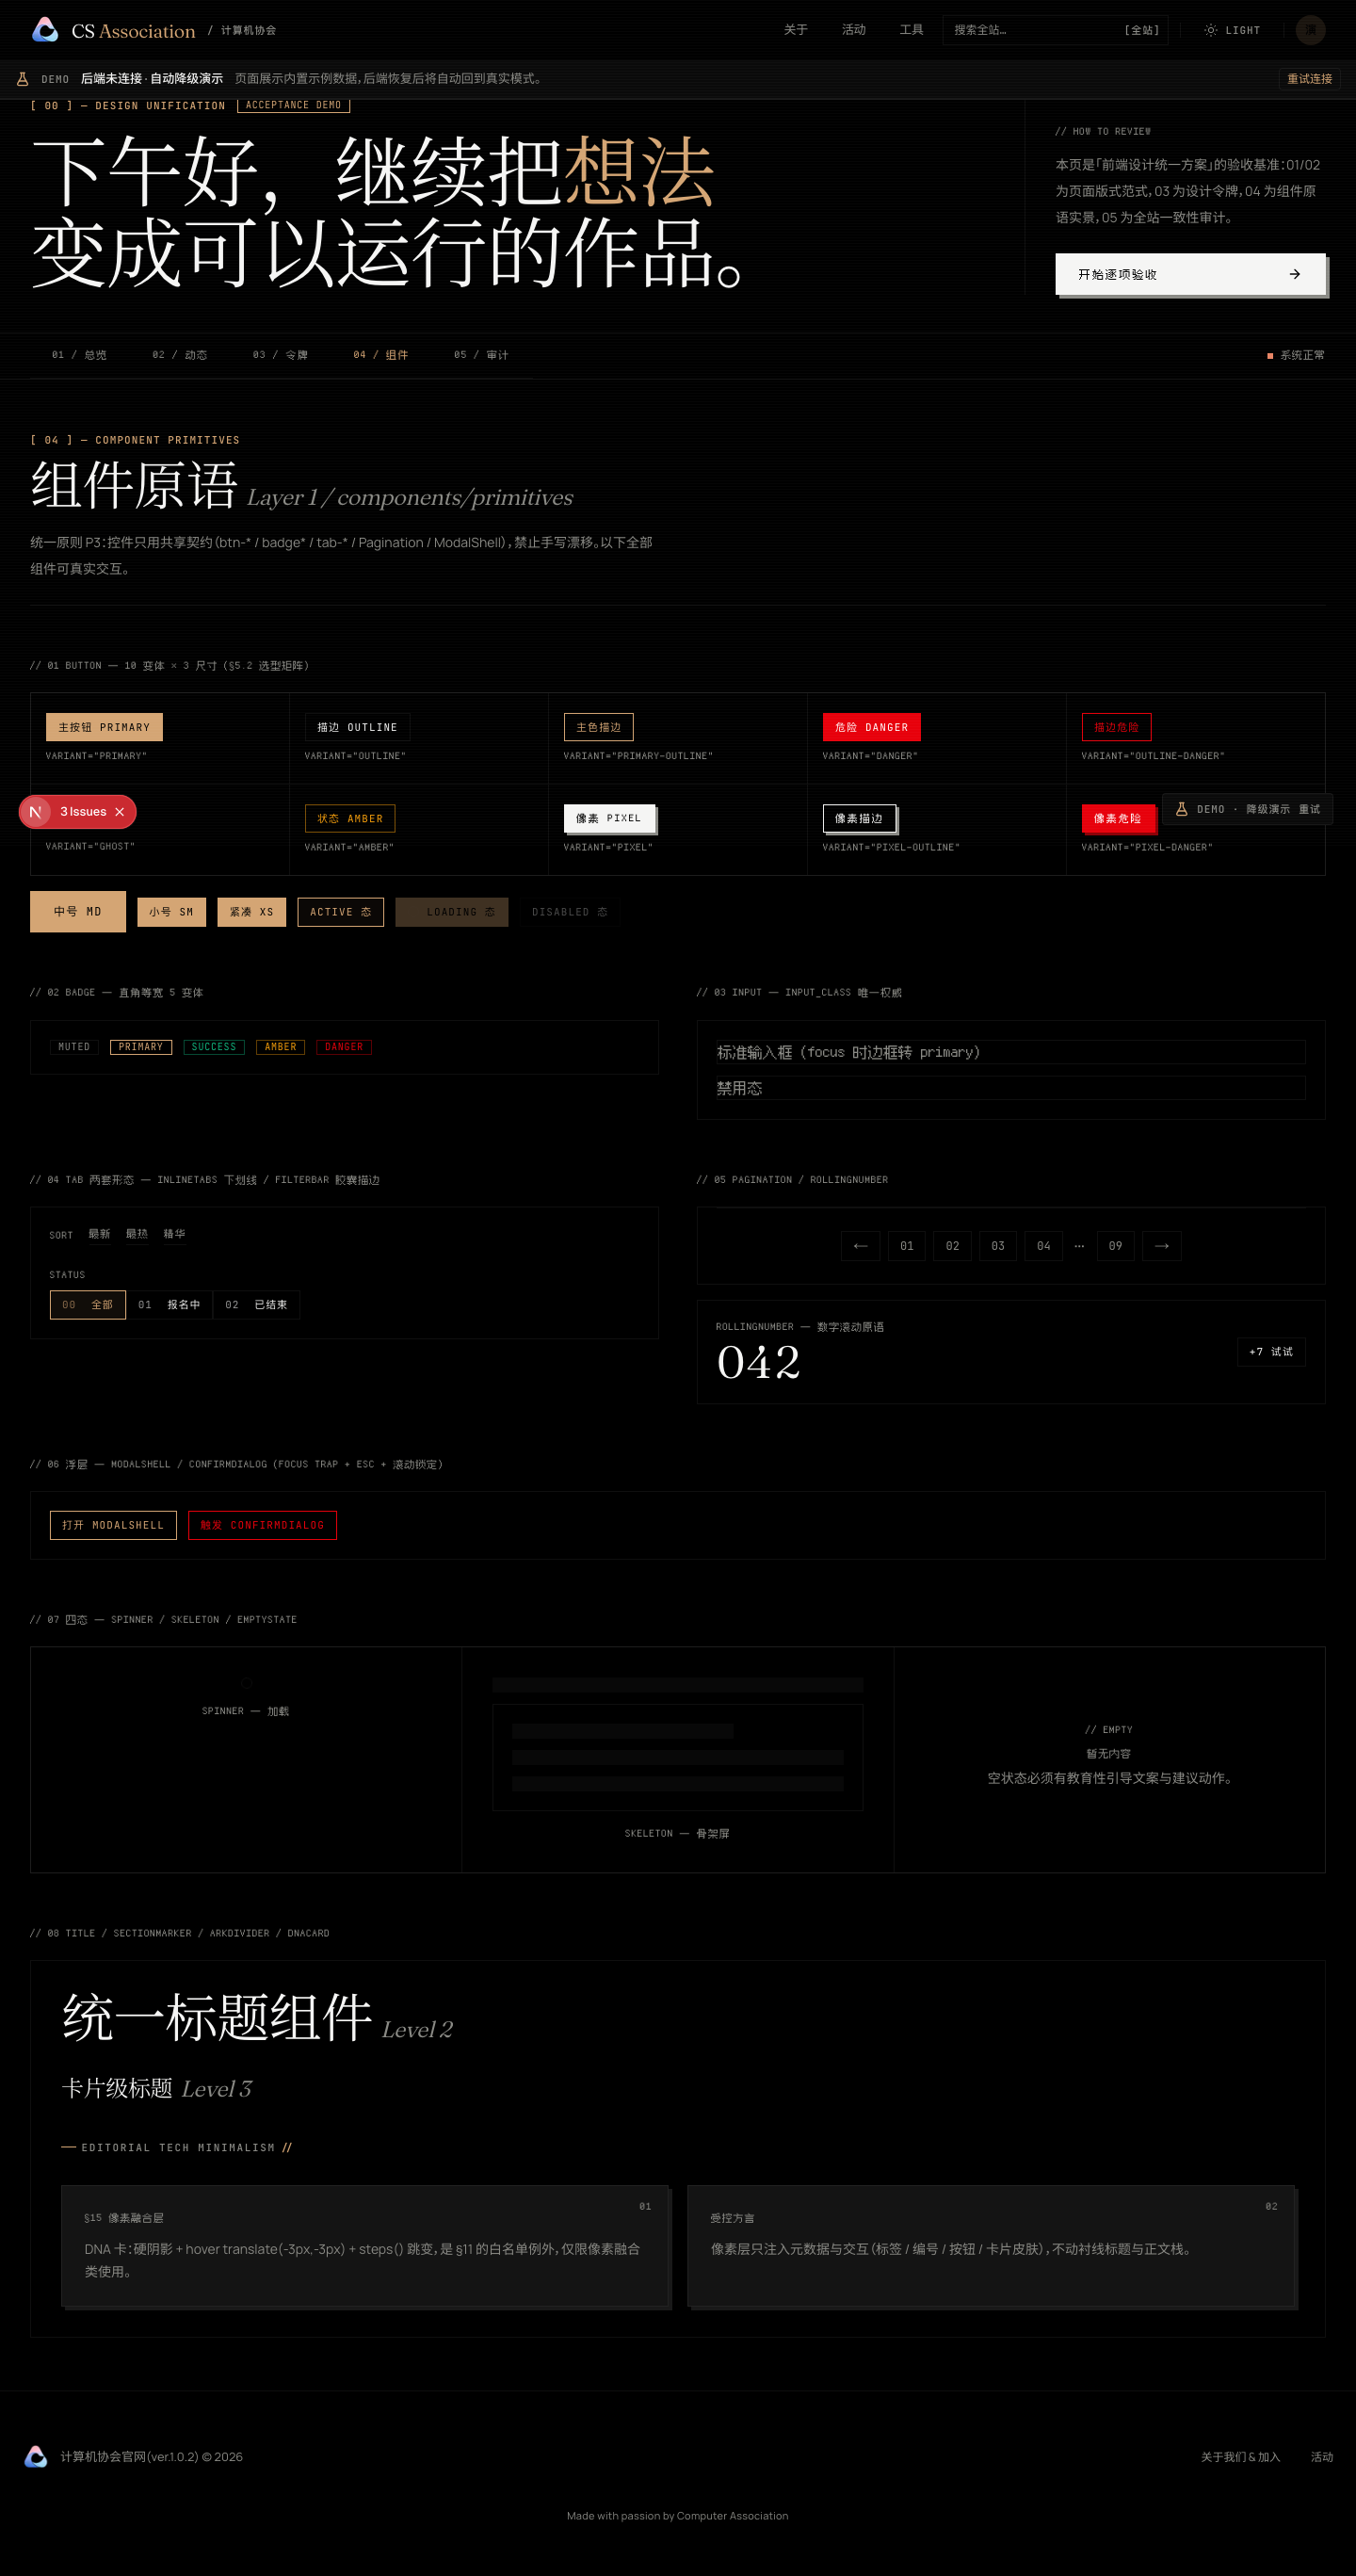 CS Association / 计算机协会
关于 活动 工具 搜索全站… [全站] LIGHT
DEMO 后端未连接 · 自动降级演示 页面展示内置示例数据，后端恢复后将自动回到真实模式。 重试连接
[ 00 ] — DESIGN UNIFICATION ACCEPTANCE DEMO
下午好， 继续把想法
变成可以运行的作品。
// HOW TO REVIEW
本页是「前端设计统一方案」的验收基准：01/02
为页面版式范式，03 为设计令牌，04 为组件原
语实景，05 为全站一致性审计。
开始逐项验收 →
01 / 总览 02 / 动态 03 / 令牌 04 / 组件 05 / 审计 系统正常
[ 04 ] — COMPONENT PRIMITIVES
组件原语 Layer 1 / components/primitives
统一原则 P3：控件只用共享契约（btn-* / badge* / tab-* / Pagination / ModalShell），禁止手写漂移。以下全部
组件可真实交互。
// 01 BUTTON — 10 变体 × 3 尺寸 (§5.2 选型矩阵)
主按钮 PRIMARY 描边 OUTLINE 主色描边 危险 DANGER 描边危险
VARIANT="PRIMARY" VARIANT="OUTLINE" VARIANT="PRIMARY-OUTLINE" VARIANT="DANGER" VARIANT="OUTLINE-DANGER"
3 Issues 状态 AMBER 像素 PIXEL 像素描边 像素危险 DEMO · 降级演示 重试
VARIANT="GHOST" VARIANT="AMBER" VARIANT="PIXEL" VARIANT="PIXEL-OUTLINE" VARIANT="PIXEL-DANGER"
中号 MD 小号 SM 紧凑 XS ACTIVE 态 LOADING 态 DISABLED 态
// 02 BADGE — 直角等宽 5 变体
MUTED PRIMARY SUCCESS AMBER DANGER
// 03 INPUT — INPUT_CLASS 唯一权威
标准输入框 (focus 时边框转 primary)
禁用态
// 04 TAB 两套形态 — INLINETABS 下划线 / FILTERBAR 胶囊描边
SORT 最新 最热 精华
STATUS
00 全部 01 报名中 02 已结束
// 05 PAGINATION / ROLLINGNUMBER
← 01 02 03 04 … 09 →
ROLLINGNUMBER — 数字滚动原语
042
+7 试试
// 06 浮层 — MODALSHELL / CONFIRMDIALOG (FOCUS TRAP + ESC + 滚动锁定)
打开 MODALSHELL 触发 CONFIRMDIALOG
// 07 四态 — SPINNER / SKELETON / EMPTYSTATE
SPINNER — 加载
SKELETON — 骨架屏
// EMPTY
暂无内容
空状态必须有教育性引导文案与建议动作。
// 08 TITLE / SECTIONMARKER / ARKDIVIDER / DNACARD
统一标题组件 Level 2
卡片级标题 Level 3
— EDITORIAL TECH MINIMALISM //
01
§15 像素融合层
DNA 卡：硬阴影 + hover translate(-3px,-3px) + steps() 跳变，是 §11 的白名单例外，仅限像素融合
类使用。
02
受控方言
像素层只注入元数据与交互（标签 / 编号 / 按钮 / 卡片皮肤），不动衬线标题与正文栈。
计算机协会官网(ver.1.0.2) © 2026 关于我们 & 加入 活动
Made with passion by Computer Association